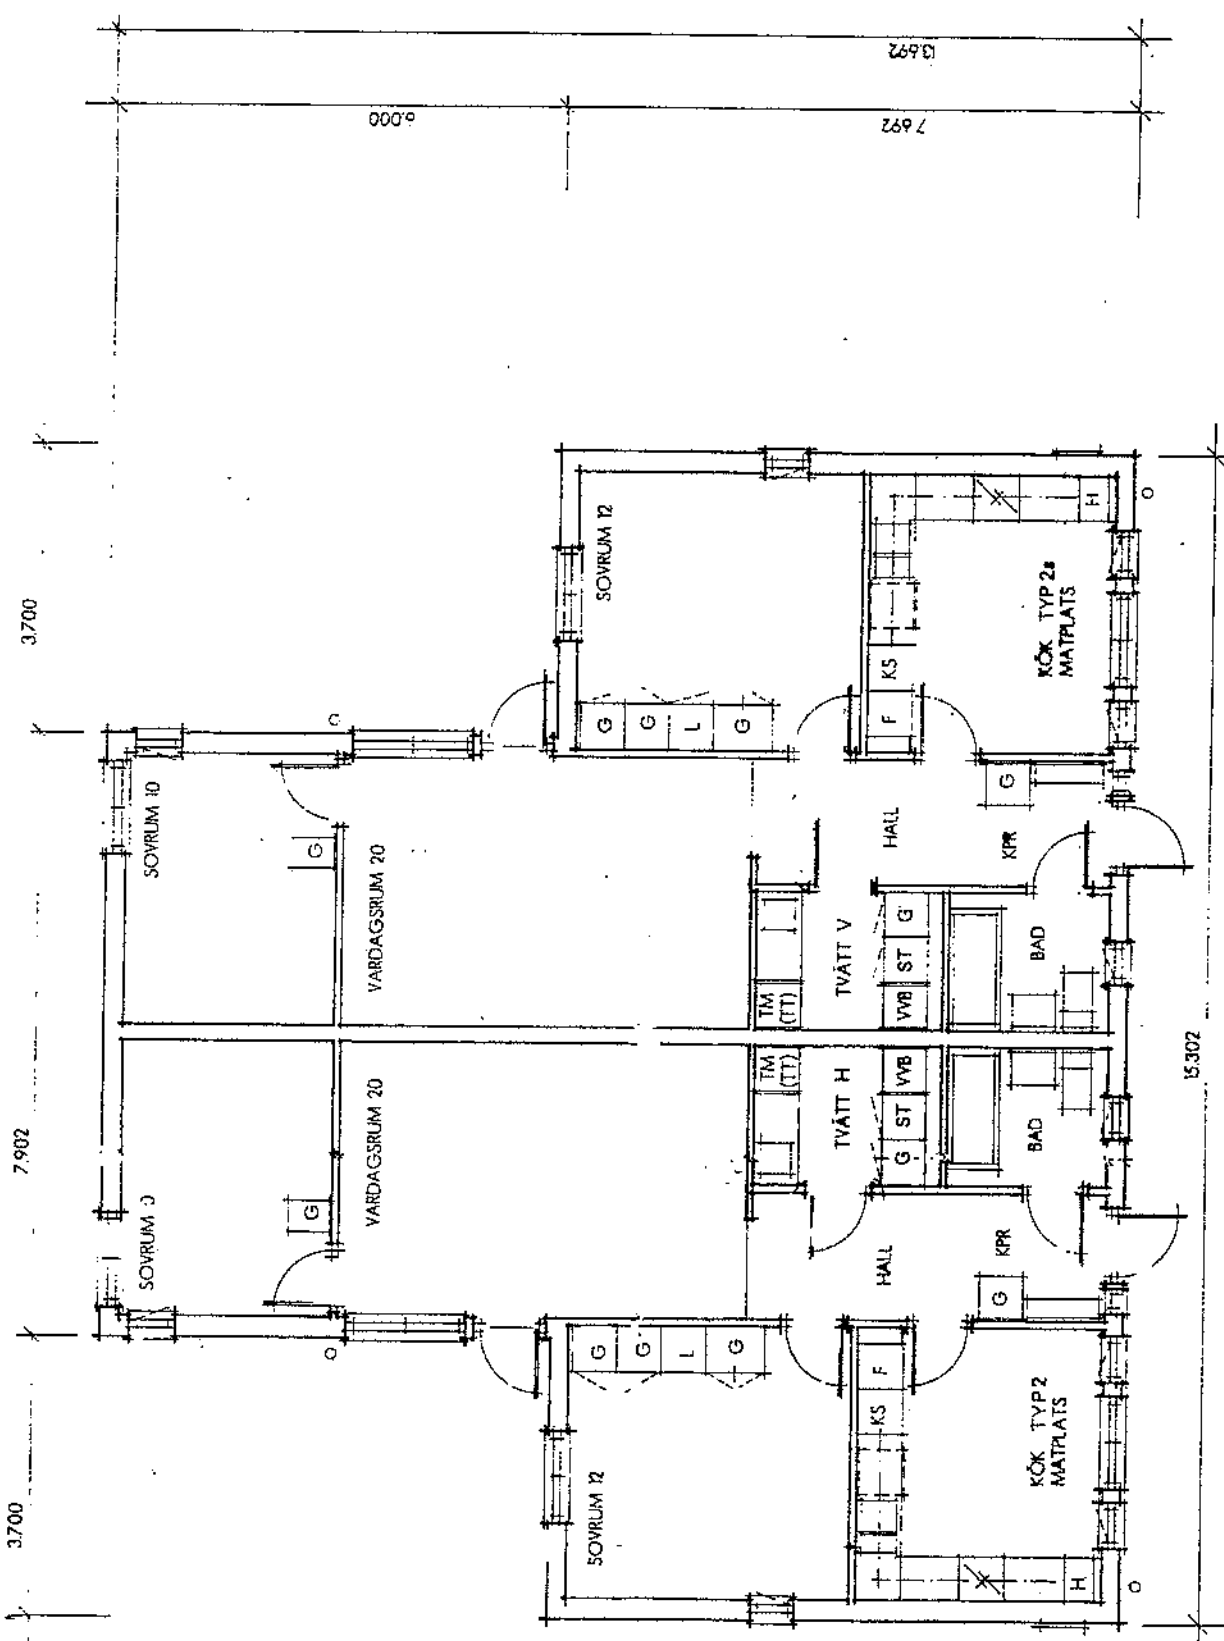 13.692
6.000
7.692
3.700
7.902
3.700
15.302
SOVRUM 10
G
VARDAGSRUM 20
SOVRUM 12
G
G
L
G
KÖK TYP 2s
MATPLATS
KS
F
H
HALL
KPR
G
TVÄTT V
TM
(TT)
VVB
ST
G
BAD
SOVRUM
G
VARDAGSRUM 20
TVÄTT H
TM
(TT)
VVB
ST
G
BAD
HALL
KPR
G
SOVRUM 12
G
G
L
G
F
KS
H
KÖK TYP 2
MATPLATS